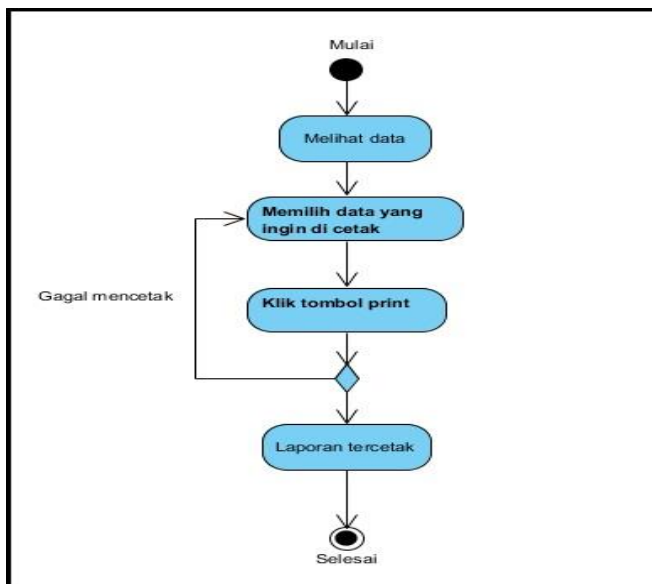 Mulai
Melihat data
Memilih data yang
ingin di cetak
Gagal mencetak
Klik tombol print
Laporan tercetak
Selesai